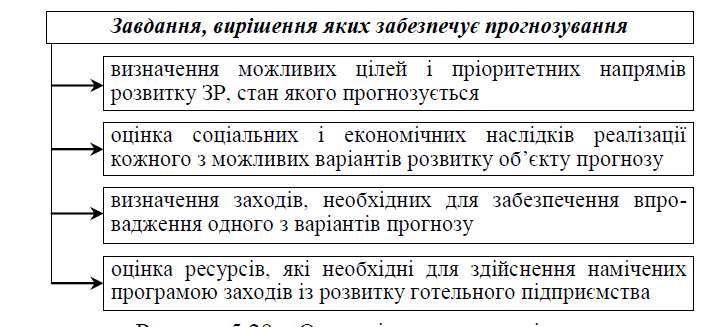 Завдання, вирішення яких забезпечує прогнозування
визначення можливих цілей і пріоритетних напрямів
розвитку ЗР, стан якого прогнозується
оцінка соціальних і економічних наслідків реалізації
кожного з можливих варіантів розвитку об’єкту прогнозу
визначення заходів, необхідних для забезпечення впро-
вадження одного з варіантів прогнозу
оцінка ресурсів, які необхідні для здійснення намічених
програмою заходів із розвитку готельного підприємства